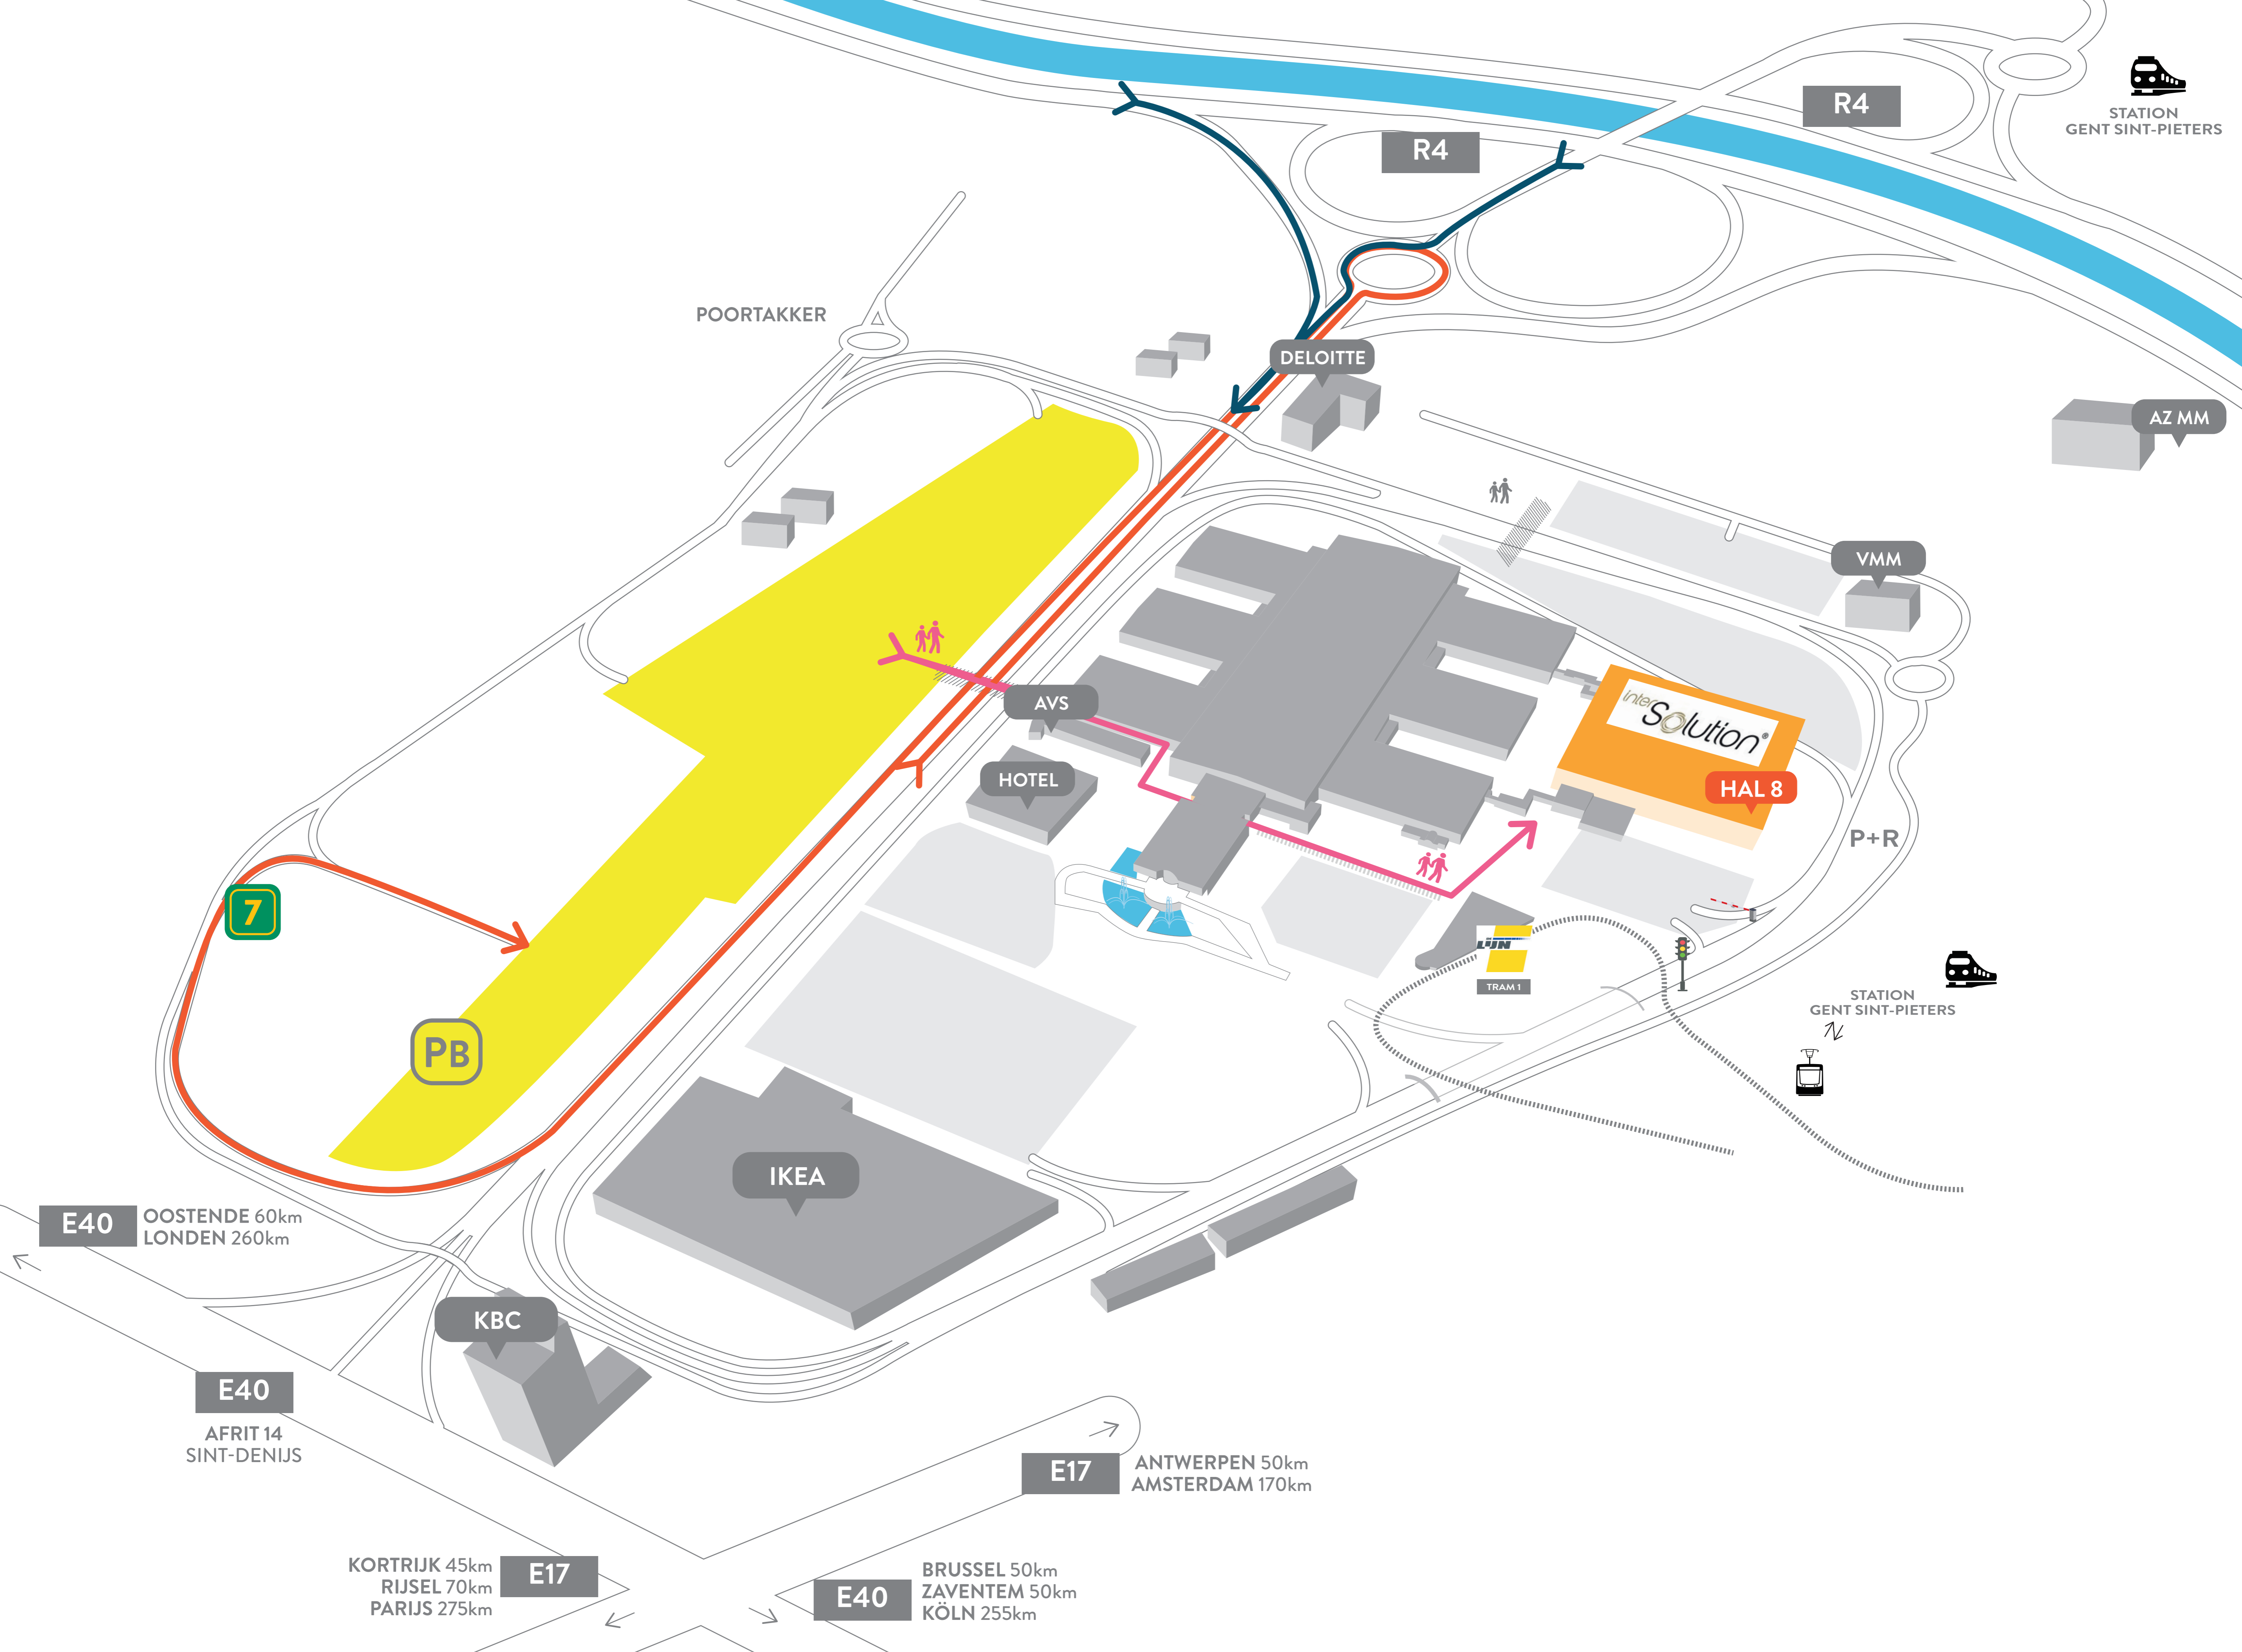 R4
R4
STATION
GENT SINT-PIETERS
POORTAKKER
DELOITTE
AZ MM
VMM
AVS
inter
Solution®
HOTEL
HAL 8
P+R
7
LIJN
TRAM 1
STATION
GENT SINT-PIETERS
PB
IKEA
E40
OOSTENDE 60km
LONDEN 260km
KBC
E40
AFRIT 14
SINT-DENIJS
E17
ANTWERPEN 50km
AMSTERDAM 170km
KORTRIJK 45km
RIJSEL 70km
PARIJS 275km
E17
E40
BRUSSEL 50km
ZAVENTEM 50km
KÖLN 255km